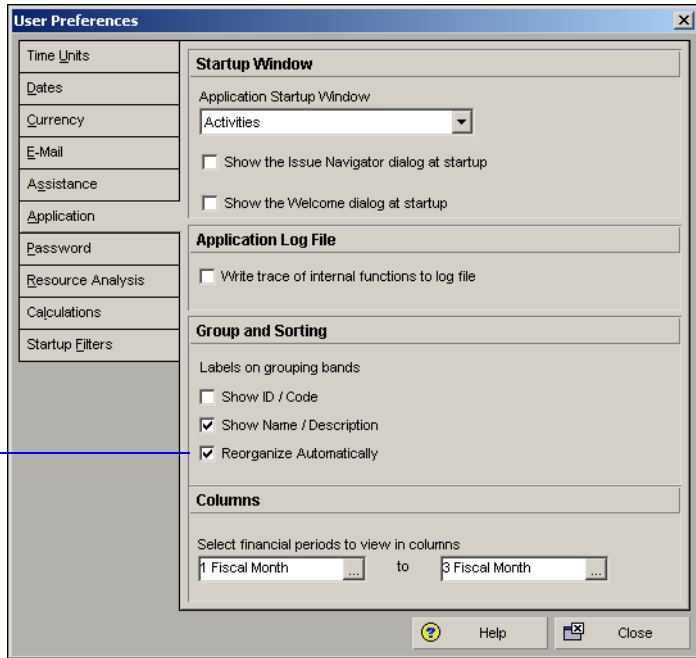 User Preferences
Time Units
Dates
Currency
E-Mail
Assistance
Application
Password
Resource Analysis
Calculations
Startup Filters
Startup Window
Application Startup Window
Activities
Show the Issue Navigator dialog at startup
Show the Welcome dialog at startup
Application Log File
Write trace of internal functions to log file
Group and Sorting
Labels on grouping bands
Show ID / Code
Show Name / Description
Reorganize Automatically
Columns
Select financial periods to view in columns
1 Fiscal Month ... to 3 Fiscal Month ...
Help Close